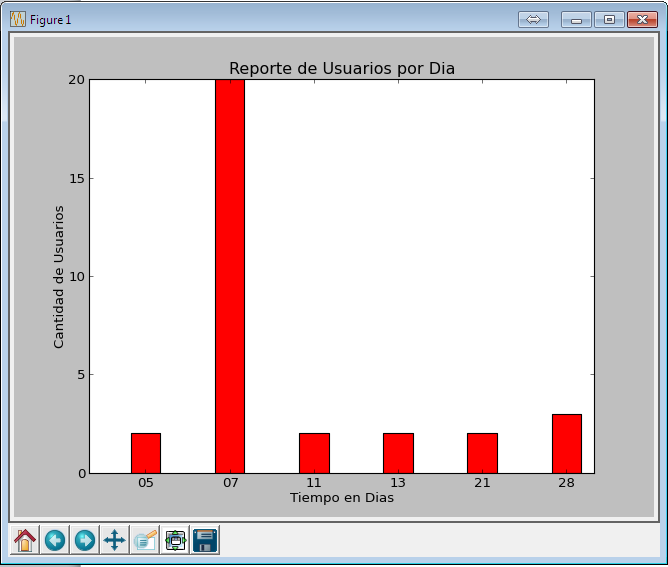 Figure 1
Reporte de Usuarios por Dia
20
15
10
5
0
Cantidad de Usuarios
05 07 11 13 21 28
Tiempo en Dias